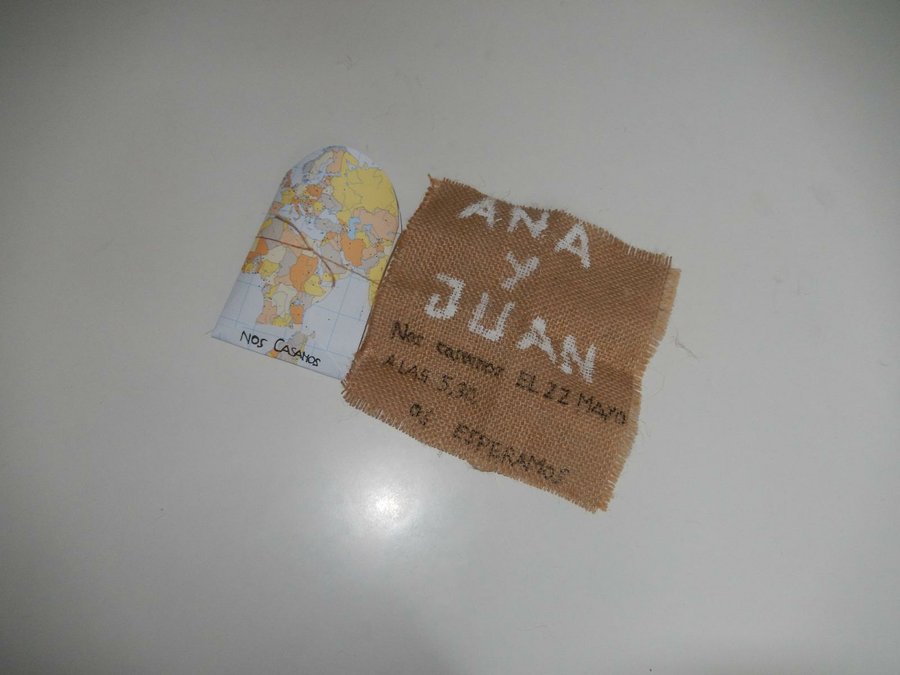 NOS CASAMOS
ANA
Y
JUAN
Nos casamos EL 22 MAYO
A LAS 5,30
OS ESPERAMOS